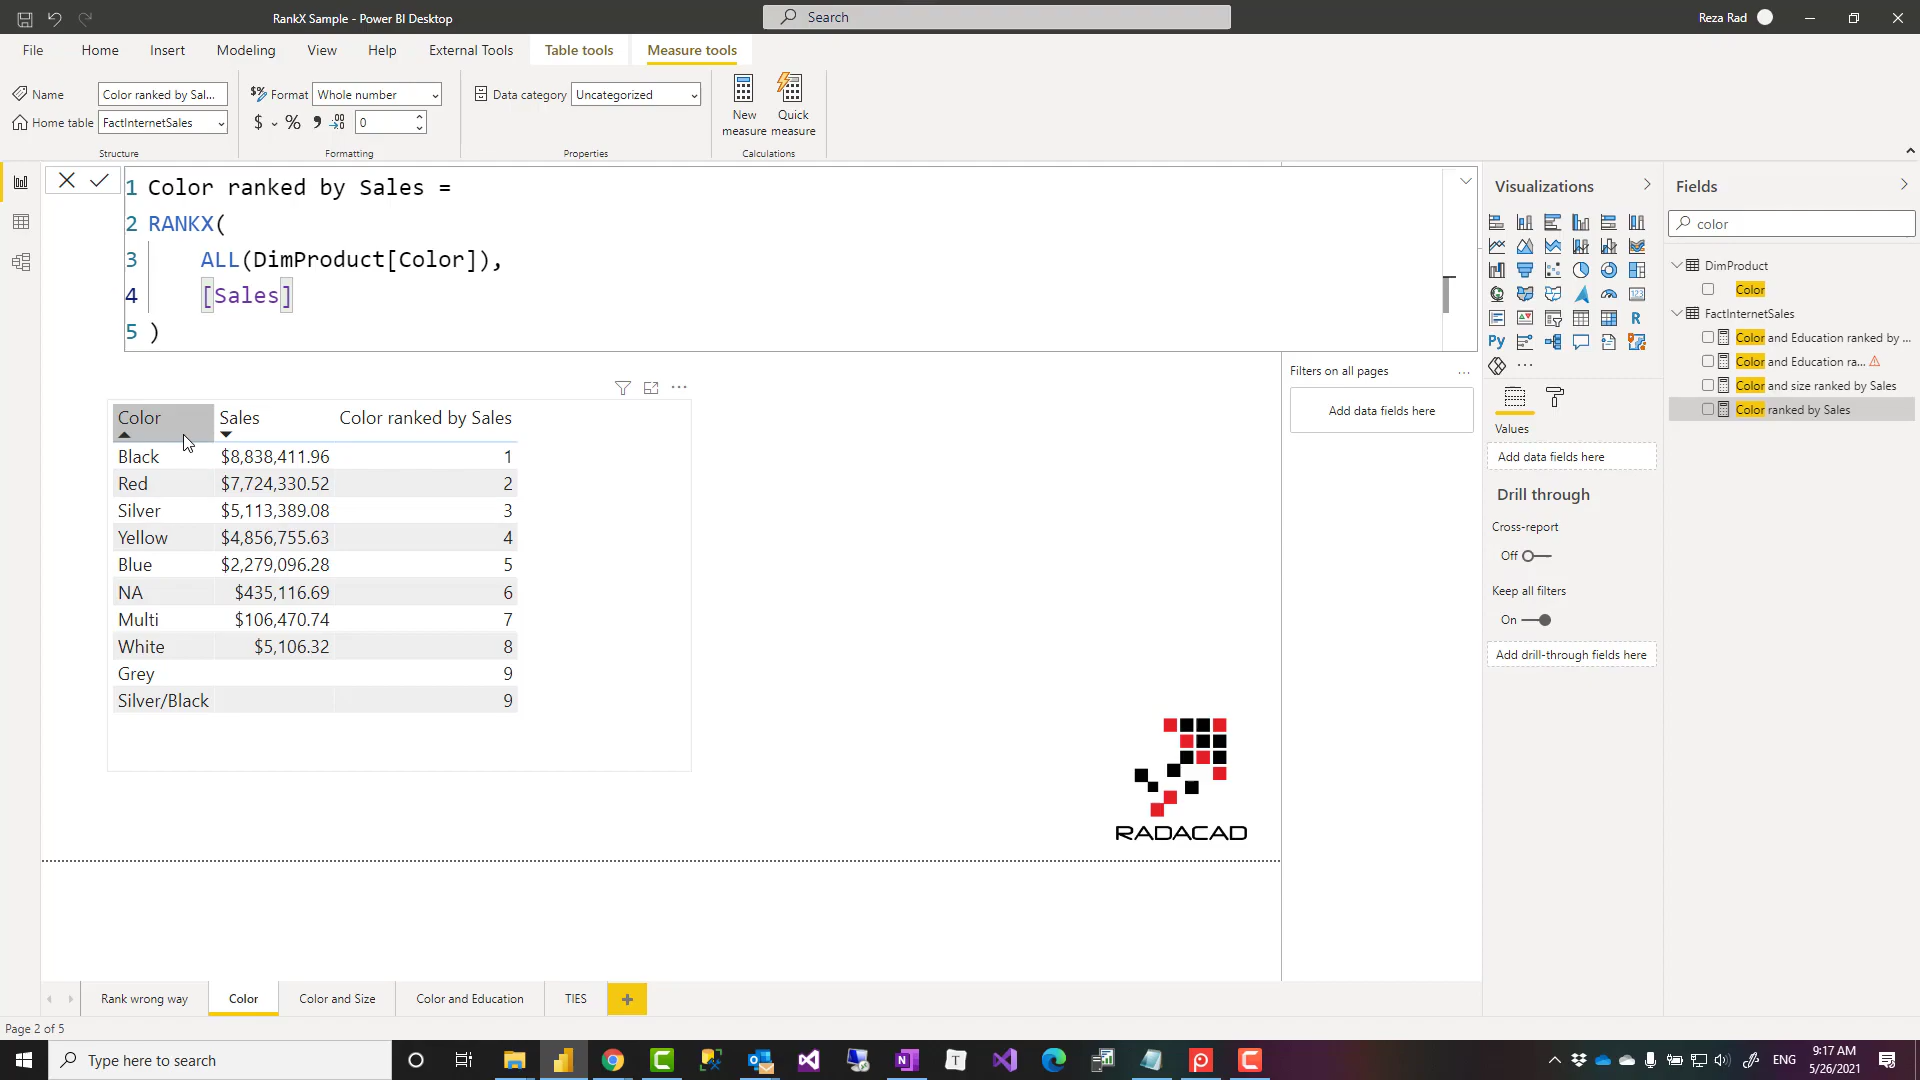 RankX Sample - Power BI Desktop
Search
Reza Rad
File Home Insert Modeling View Help External Tools Table tools Measure tools
Name Color ranked by Sal...
Home table FactInternetSales
Structure
$% Format Whole number
$ % 0
Formatting
Data category Uncategorized
Properties
New measure
Quick measure
Calculations
1 Color ranked by Sales =
2 RANKX(
3 ALL(DimProduct[Color]),
4 [Sales]
5 )
Color Sales Color ranked by Sales
Black $8,838,411.96 1
Red $7,724,330.52 2
Silver $5,113,389.08 3
Yellow $4,856,755.63 4
Blue $2,279,096.28 5
NA $435,116.69 6
Multi $106,470.74 7
White $5,106.32 8
Grey 9
Silver/Black 9
RADACAD
Filters on all pages ...
Add data fields here
Visualizations
R
Py
Values
Add data fields here
Drill through
Cross-report
Off
Keep all filters
On
Add drill-through fields here
Fields
color
DimProduct
Color
FactInternetSales
Color and Education ranked by ...
Color and Education ra...
Color and size ranked by Sales
Color ranked by Sales
Rank wrong way Color Color and Size Color and Education TIES +
Page 2 of 5
Type here to search
ENG
9:17 AM
5/26/2021